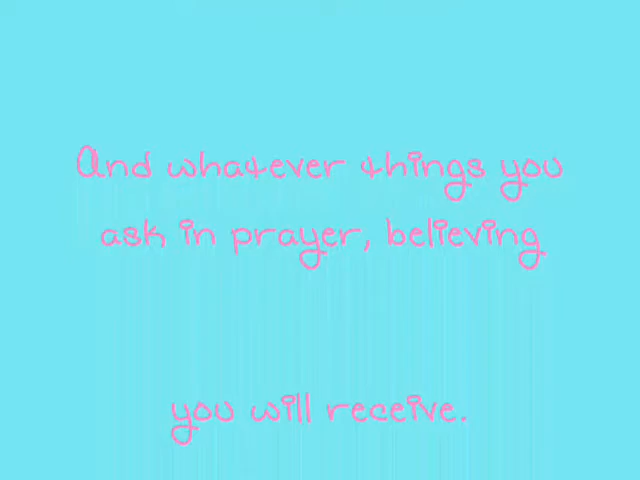 And whatever things you
ask in prayer, believing
you will receive.